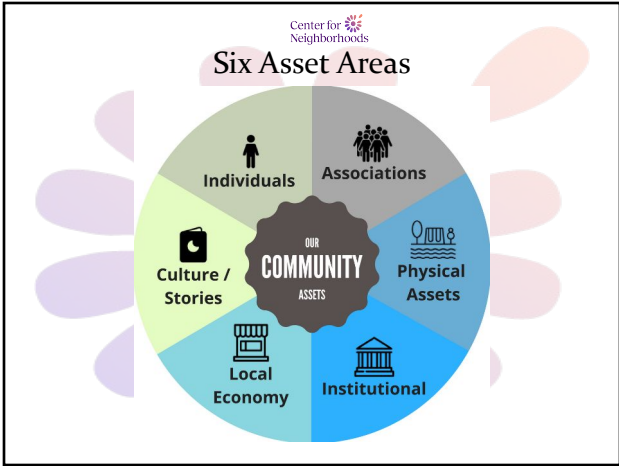 Center for
Neighborhoods
Six Asset Areas
Individuals
Associations
Culture /
Stories
OUR
COMMUNITY
ASSETS
Physical
Assets
Local
Economy
Institutional